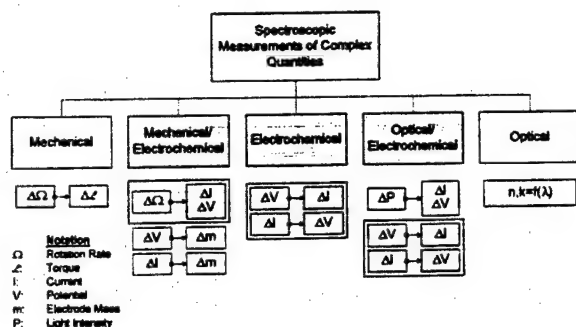 Spectroscopic
Measurements of Complex
Quantities
Mechanical
Mechanical/
Electrochemical
Electrochemical
Optical/
Electrochemical
Optical
ΔΩ
Δ𝓛
ΔΩ
ΔI
ΔV
ΔV
Δm
ΔI
Δm
ΔV
ΔI
ΔI
ΔV
ΔP
ΔI
ΔV
ΔV
ΔI
ΔI
ΔV
n,k=f(λ)
Notation
Ω Rotation Rate
𝓛: Torque
I: Current
V: Potential
m: Electrode Mass
P: Light Intensity